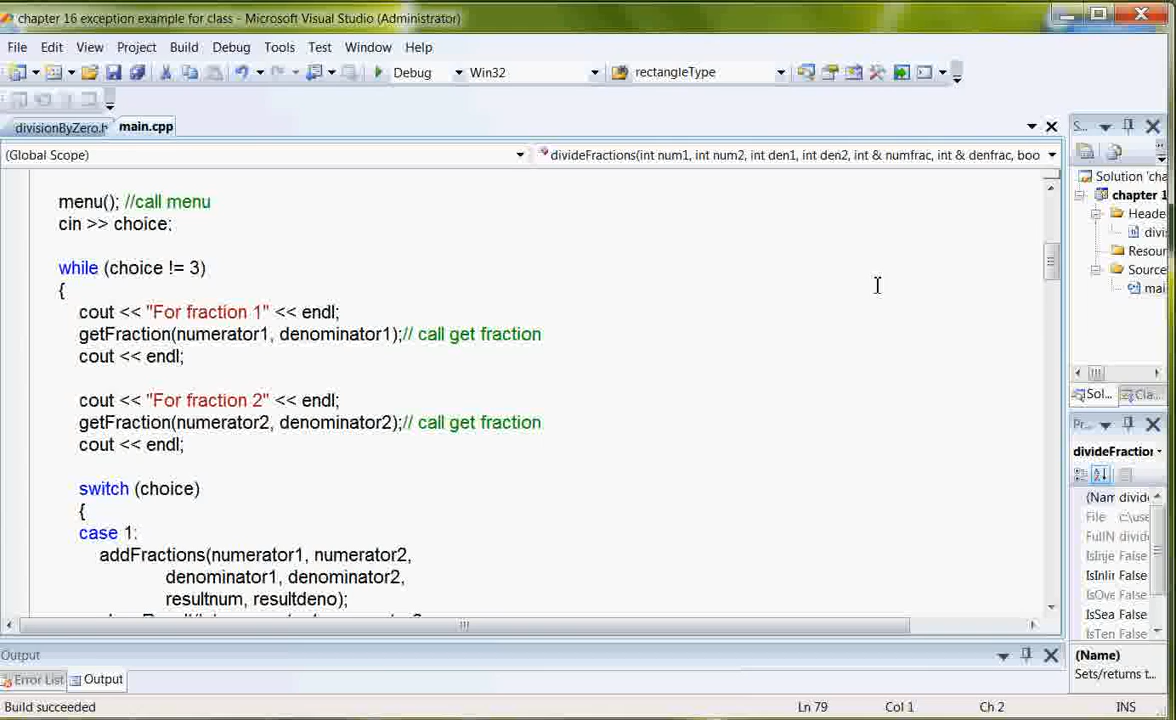 chapter 16 exception example for class - Microsoft Visual Studio (Administrator)
File Edit View Project Build Debug Tools Test Window Help
Debug Win32 rectangleType
divisionByZero.h main.cpp
(Global Scope) divideFractions(int num1, int num2, int den1, int den2, int & numfrac, int & denfrac, boo
menu(); //call menu
cin >> choice;
while (choice != 3)
{
cout << "For fraction 1" << endl;
getFraction(numerator1, denominator1);// call get fraction
cout << endl;
cout << "For fraction 2" << endl;
getFraction(numerator2, denominator2);// call get fraction
cout << endl;
switch (choice)
{
case 1:
addFractions(numerator1, numerator2,
denominator1, denominator2,
resultnum, resultdeno);
S...
Solution 'cha
chapter 1
Heade
divi
Resour
Source
mai
Sol... Cla...
Pr...
divideFraction
(Nam divide
File c:\use
FullN divide
IsInje False
IsInlir False
IsOve False
IsSea False
IsTen False
(Name)
Sets/returns t...
Output
Error List Output
Build succeeded Ln 79 Col 1 Ch 2 INS